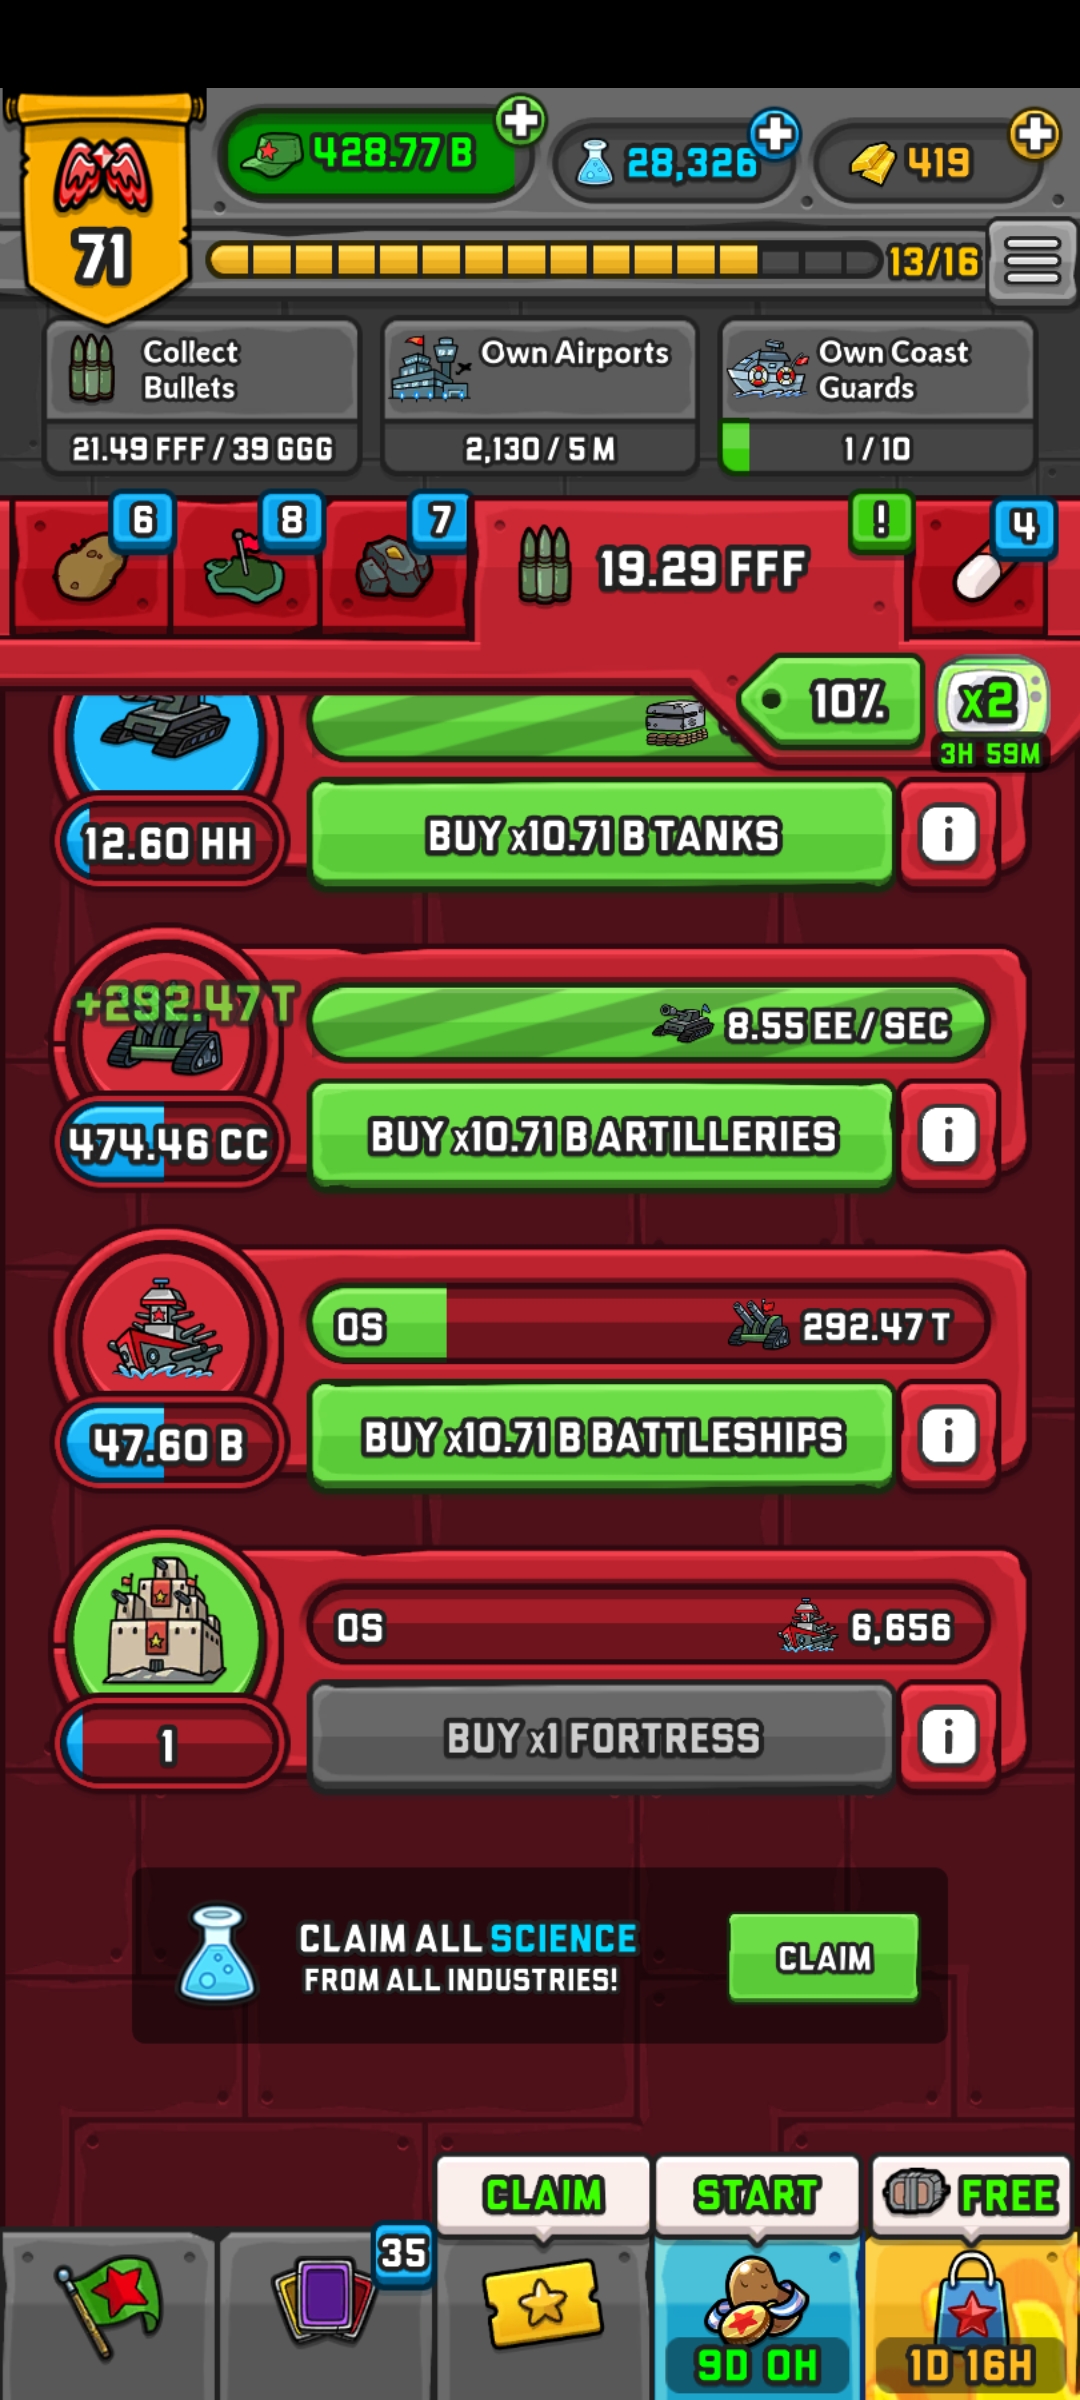 428.77 B
28,326
419
71
13/16
Collect
Bullets
21.49 FFF / 39 GGG
Own Airports
2,130 / 5 M
Own Coast
Guards
1 / 10
6
8
7
19.29 FFF
!
4
10%
x2
3H 59M
12.60 HH
BUY x10.71 B TANKS
i
+292.47 T
8.55 EE / SEC
474.46 CC
BUY x10.71 B ARTILLERIES
i
0S
292.47 T
47.60 B
BUY x10.71 B BATTLESHIPS
i
0S
6,656
1
BUY x1 FORTRESS
i
CLAIM ALL SCIENCE
FROM ALL INDUSTRIES!
CLAIM
CLAIM
START
FREE
35
9D 0H
1D 16H